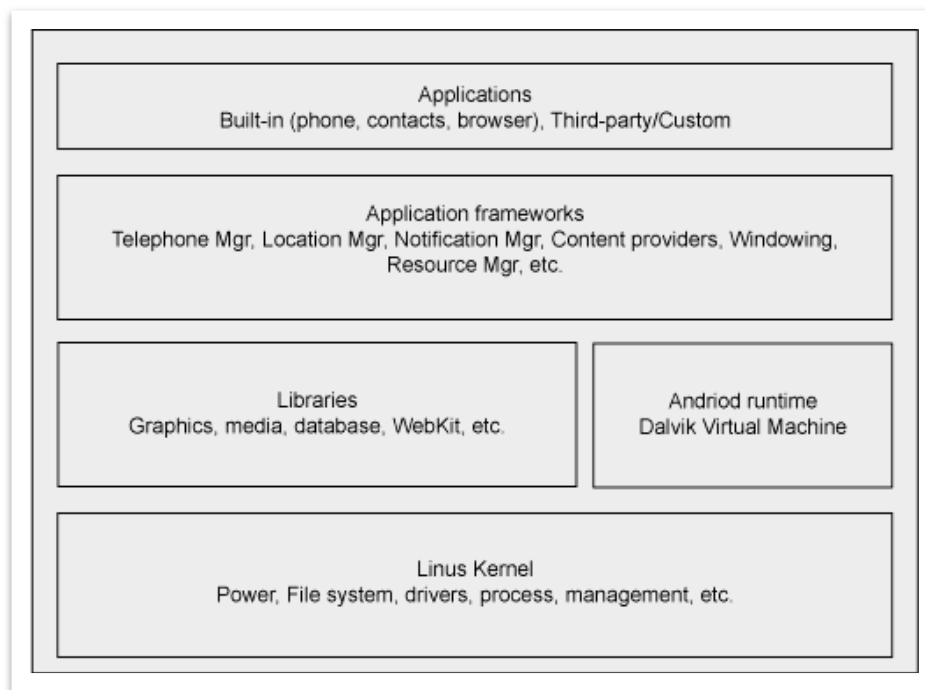 Applications
Built-in (phone, contacts, browser), Third-party/Custom
Application frameworks
Telephone Mgr, Location Mgr, Notification Mgr, Content providers, Windowing,
Resource Mgr, etc.
Libraries
Graphics, media, database, WebKit, etc.
Andriod runtime
Dalvik Virtual Machine
Linus Kernel
Power, File system, drivers, process, management, etc.